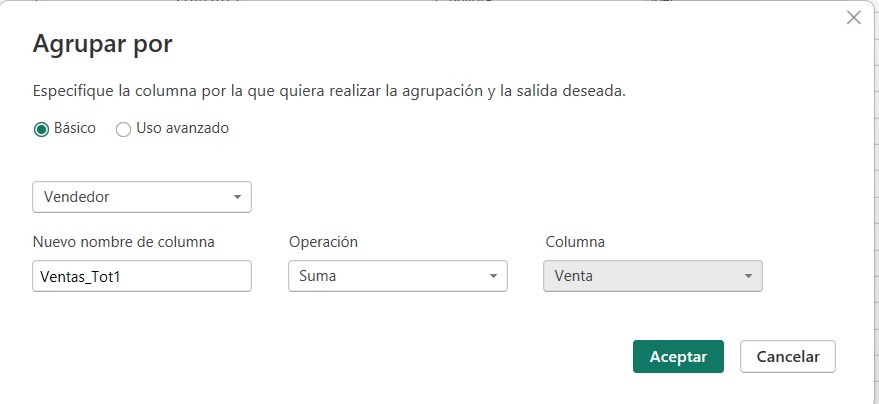 Agrupar por
Especifique la columna por la que quiera realizar la agrupación y la salida deseada.
Básico Uso avanzado
Vendedor
Nuevo nombre de columna Operación Columna
Ventas_Tot1 Suma Venta
Aceptar Cancelar